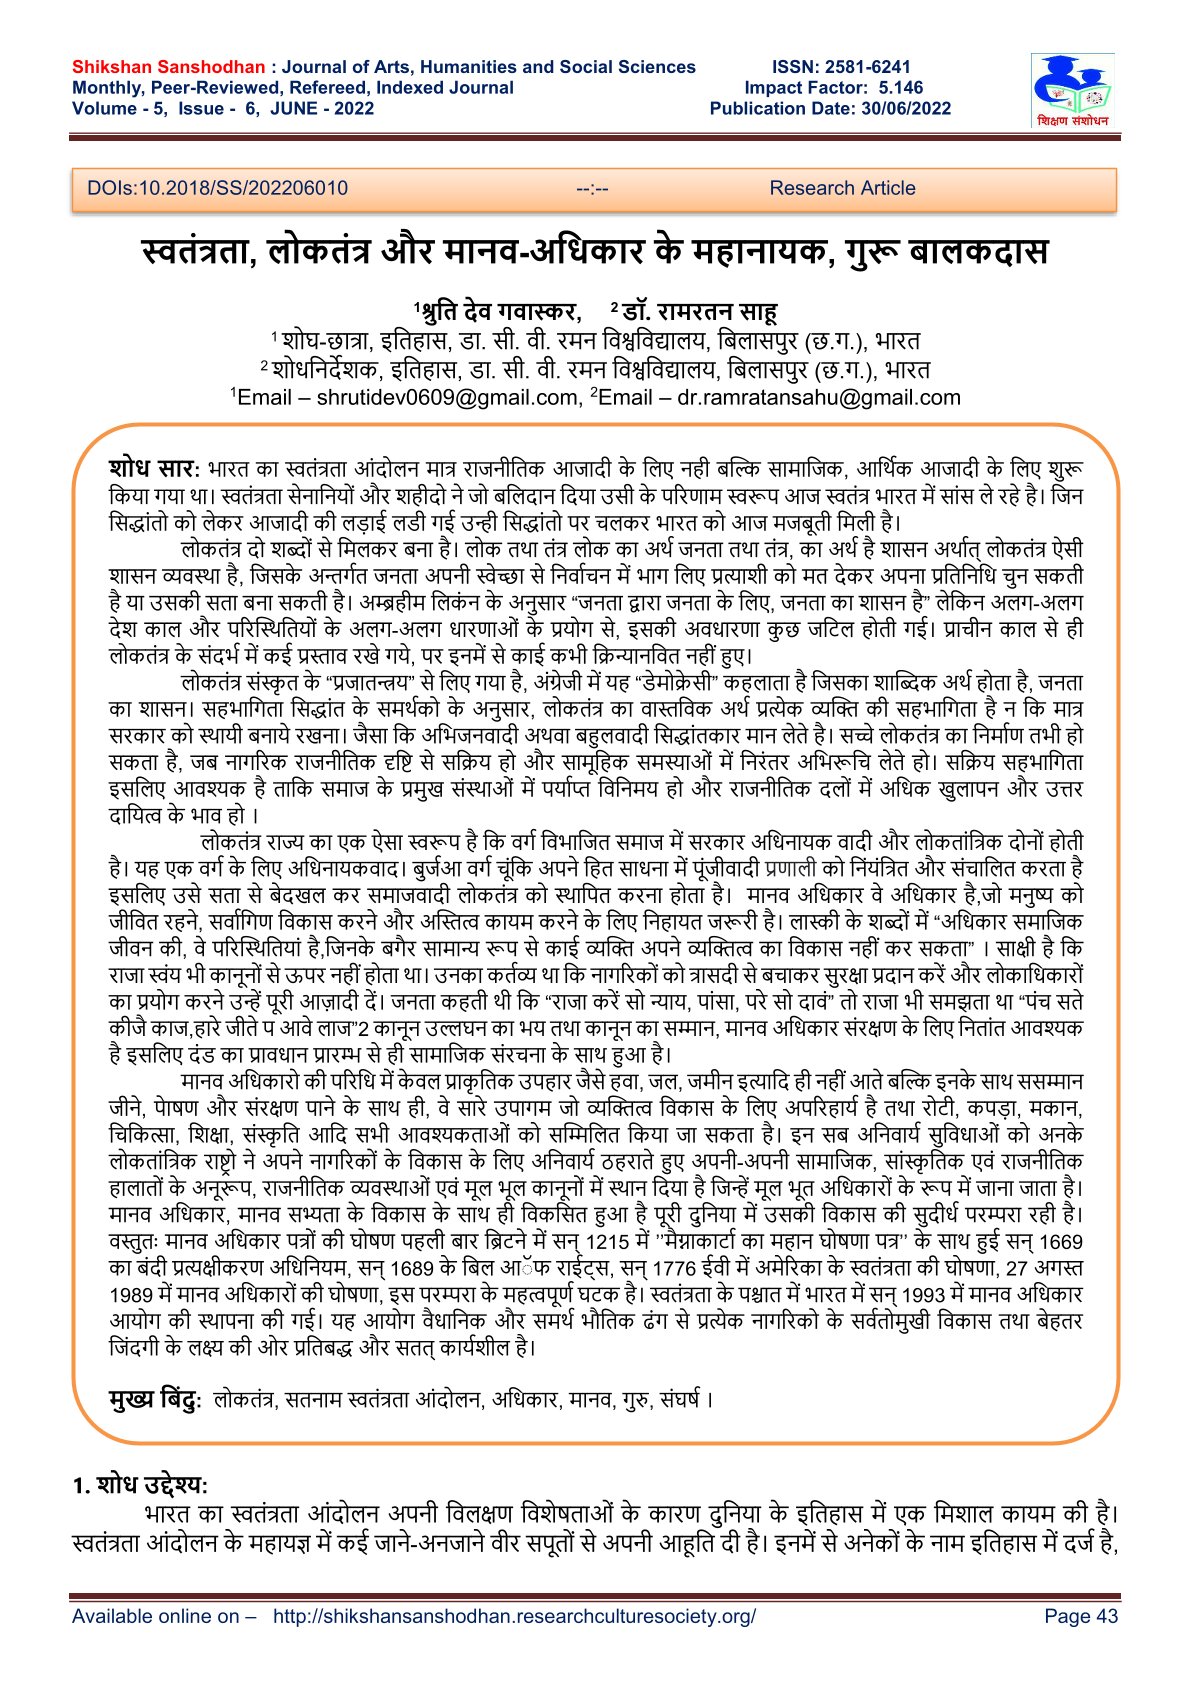 Shikshan Sanshodhan : Journal of Arts, Humanities and Social Sciences ISSN: 2581-6241
Monthly, Peer-Reviewed, Refereed, Indexed Journal Impact Factor: 5.146
Volume - 5, Issue - 6, JUNE - 2022 Publication Date: 30/06/2022
शिक्षण संशोधन
DOIs:10.2018/SS/202206010 --:-- Research Article
स्वतंत्रता, लोकतंत्र और मानव-अधिकार के महानायक, गुरू बालकदास
1श्रुति देव गवास्कर, 2 डॉ. रामरतन साहू
1 शोघ-छात्रा, इतिहास, डा. सी. वी. रमन विश्वविद्यालय, बिलासपुर (छ.ग.), भारत
2 शोधनिर्देशक, इतिहास, डा. सी. वी. रमन विश्वविद्यालय, बिलासपुर (छ.ग.), भारत
1Email – shrutidev0609@gmail.com, 2Email – dr.ramratansahu@gmail.com
शोध सार: भारत का स्वतंत्रता आंदोलन मात्र राजनीतिक आजादी के लिए नही बल्कि सामाजिक, आर्थिक आजादी के लिए शुरू
किया गया था। स्वतंत्रता सेनानियों और शहीदो ने जो बलिदान दिया उसी के परिणाम स्वरूप आज स्वतंत्र भारत में सांस ले रहे है। जिन
सिद्धांतो को लेकर आजादी की लड़ाई लडी गई उन्ही सिद्धांतो पर चलकर भारत को आज मजबूती मिली है।
लोकतंत्र दो शब्दों से मिलकर बना है। लोक तथा तंत्र लोक का अर्थ जनता तथा तंत्र, का अर्थ है शासन अर्थात् लोकतंत्र ऐसी
शासन व्यवस्था है, जिसके अन्तर्गत जनता अपनी स्वेच्छा से निर्वाचन में भाग लिए प्रत्याशी को मत देकर अपना प्रतिनिधि चुन सकती
है या उसकी सता बना सकती है। अम्ब्रहीम लिकंन के अनुसार “जनता द्वारा जनता के लिए, जनता का शासन है” लेकिन अलग-अलग
देश काल और परिस्थितियों के अलग-अलग धारणाओं के प्रयोग से, इसकी अवधारणा कुछ जटिल होती गई। प्राचीन काल से ही
लोकतंत्र के संदर्भ में कई प्रस्ताव रखे गये, पर इनमें से काई कभी क्रिन्यानवित नहीं हुए।
लोकतंत्र संस्कृत के “प्रजातन्त्रय” से लिए गया है, अंग्रेजी में यह “डेमोक्रेसी” कहलाता है जिसका शाब्दिक अर्थ होता है, जनता
का शासन। सहभागिता सिद्धांत के समर्थको के अनुसार, लोकतंत्र का वास्तविक अर्थ प्रत्येक व्यक्ति की सहभागिता है न कि मात्र
सरकार को स्थायी बनाये रखना। जैसा कि अभिजनवादी अथवा बहुलवादी सिद्धांतकार मान लेते है। सच्चे लोकतंत्र का निर्माण तभी हो
सकता है, जब नागरिक राजनीतिक दृष्टि से सक्रिय हो और सामूहिक समस्याओं में निरंतर अभिरूचि लेते हो। सक्रिय सहभागिता
इसलिए आवश्यक है ताकि समाज के प्रमुख संस्थाओं में पर्याप्त विनिमय हो और राजनीतिक दलों में अधिक खुलापन और उत्तर
दायित्व के भाव हो ।
लोकतंत्र राज्य का एक ऐसा स्वरूप है कि वर्ग विभाजित समाज में सरकार अधिनायक वादी और लोकतांत्रिक दोनों होती
है। यह एक वर्ग के लिए अधिनायकवाद। बुर्जआ वर्ग चूंकि अपने हित साधना में पूंजीवादी प्रणाली को निंयंत्रित और संचालित करता है
इसलिए उसे सता से बेदखल कर समाजवादी लोकतंत्र को स्थापित करना होता है। मानव अधिकार वे अधिकार है,जो मनुष्य को
जीवित रहने, सर्वागिण विकास करने और अस्तित्व कायम करने के लिए निहायत जरूरी है। लास्की के शब्दों में “अधिकार समाजिक
जीवन की, वे परिस्थितियां है,जिनके बगैर सामान्य रूप से काई व्यक्ति अपने व्यक्तित्व का विकास नहीं कर सकता” । साक्षी है कि
राजा स्वंय भी कानूनों से ऊपर नहीं होता था। उनका कर्तव्य था कि नागरिकों को त्रासदी से बचाकर सुरक्षा प्रदान करें और लोकाधिकारों
का प्रयोग करने उन्हें पूरी आज़ादी दें। जनता कहती थी कि “राजा करें सो न्याय, पांसा, परे सो दावं” तो राजा भी समझता था “पंच सते
कीजै काज,हारे जीते प आवे लाज”2 कानून उल्लघन का भय तथा कानून का सम्मान, मानव अधिकार संरक्षण के लिए नितांत आवश्यक
है इसलिए दंड का प्रावधान प्रारम्भ से ही सामाजिक संरचना के साथ हुआ है।
मानव अधिकारो की परिधि में केवल प्राकृतिक उपहार जैसे हवा, जल, जमीन इत्यादि ही नहीं आते बल्कि इनके साथ ससम्मान
जीने, पेाषण और संरक्षण पाने के साथ ही, वे सारे उपागम जो व्यक्तित्व विकास के लिए अपरिहार्य है तथा रोटी, कपड़ा, मकान,
चिकित्सा, शिक्षा, संस्कृति आदि सभी आवश्यकताओं को सम्मिलित किया जा सकता है। इन सब अनिवार्य सुविधाओं को अनके
लोकतांत्रिक राष्ट्रो ने अपने नागरिकों के विकास के लिए अनिवार्य ठहराते हुए अपनी-अपनी सामाजिक, सांस्कृतिक एवं राजनीतिक
हालातों के अनूरूप, राजनीतिक व्यवस्थाओं एवं मूल भूल कानूनों में स्थान दिया है जिन्हें मूल भूत अधिकारों के रूप में जाना जाता है।
मानव अधिकार, मानव सभ्यता के विकास के साथ ही विकसित हुआ है पूरी दुनिया में उसकी विकास की सुदीर्ध परम्परा रही है।
वस्तुतः मानव अधिकार पत्रों की घोषण पहली बार ब्रिटने में सन् 1215 में ’’मैग्नाकार्टा का महान घोषणा पत्र’’ के साथ हुई सन् 1669
का बंदी प्रत्यक्षीकरण अधिनियम, सन् 1689 के बिल आॅफ राईट्स, सन् 1776 ईवी में अमेरिका के स्वतंत्रता की घोषणा, 27 अगस्त
1989 में मानव अधिकारों की घोषणा, इस परम्परा के महत्वपूर्ण घटक है। स्वतंत्रता के पश्चात में भारत में सन् 1993 में मानव अधिकार
आयोग की स्थापना की गई। यह आयोग वैधानिक और समर्थ भौतिक ढंग से प्रत्येक नागरिको के सर्वतोमुखी विकास तथा बेहतर
जिंदगी के लक्ष्य की ओर प्रतिबद्ध और सतत् कार्यशील है।
मुख्य बिंदु: लोकतंत्र, सतनाम स्वतंत्रता आंदोलन, अधिकार, मानव, गुरु, संघर्ष ।
1. शोध उद्देश्य:
भारत का स्वतंत्रता आंदोलन अपनी विलक्षण विशेषताओं के कारण दुनिया के इतिहास में एक मिशाल कायम की है।
स्वतंत्रता आंदोलन के महायज्ञ में कई जाने-अनजाने वीर सपूतों से अपनी आहूति दी है। इनमें से अनेकों के नाम इतिहास में दर्ज है,
Available online on – http://shikshansanshodhan.researchculturesociety.org/ Page 43